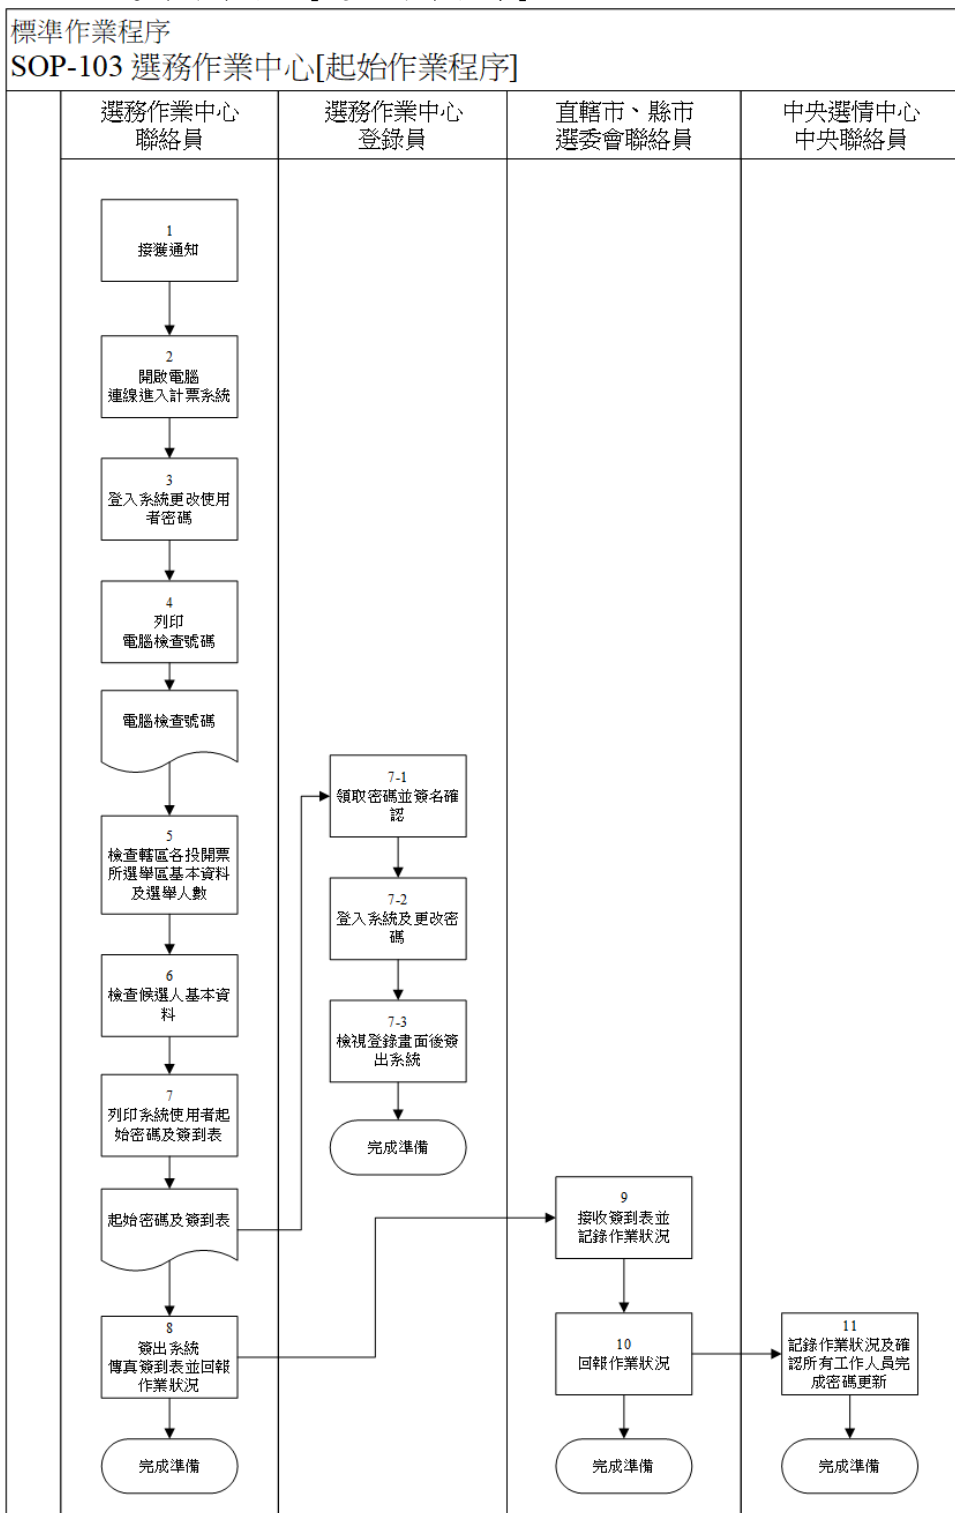 標準作業程序
SOP-103 選務作業中心[起始作業程序]
選務作業中心
聯絡員
選務作業中心
登錄員
直轄市、縣市
選委會聯絡員
中央選情中心
中央聯絡員
1
接獲通知
2
開啟電腦
連線進入計票系統
3
登入系統更改使用
者密碼
4
列印
電腦檢查號碼
電腦檢查號碼
5
檢查轄區各投開票
所選舉區基本資料
及選舉人數
6
檢查候選人基本資
料
7
列印系統使用者起
始密碼及簽到表
起始密碼及簽到表
8
簽出系統
傳真簽到表並回報
作業狀況
完成準備
7-1
領取密碼並簽名確
認
7-2
登入系統及更改密
碼
7-3
檢視登錄畫面後簽
出系統
完成準備
9
接收簽到表並
記錄作業狀況
10
回報作業狀況
完成準備
11
記錄作業狀況及確
認所有工作人員完
成密碼更新
完成準備